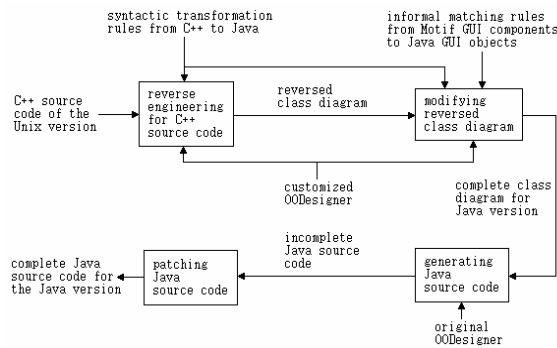 syntactic transformation
rules from C++ to Java
informal matching rules
from Motif GUI components
to Java GUI objects
C++ source
code of the
Unix version
reverse
engineering
for C++
source code
reversed
class diagram
modifying
reversed
class diagram
customized
OODesigner
complete class
diagram for
Java version
complete Java
source code for
the Java version
patching
Java
source code
incomplete
Java source
code
generating
Java
source code
original
OODesigner